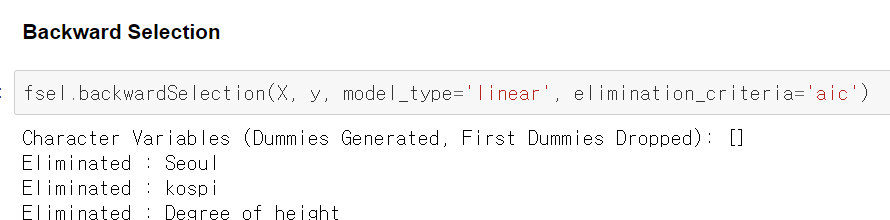 Backward Selection
fsel.backwardSelection(X, y, model_type='linear', elimination_criteria='aic')
Character Variables (Dummies Generated, First Dummies Dropped): []
Eliminated : Seoul
Eliminated : kospi
Eliminated : Degree of height